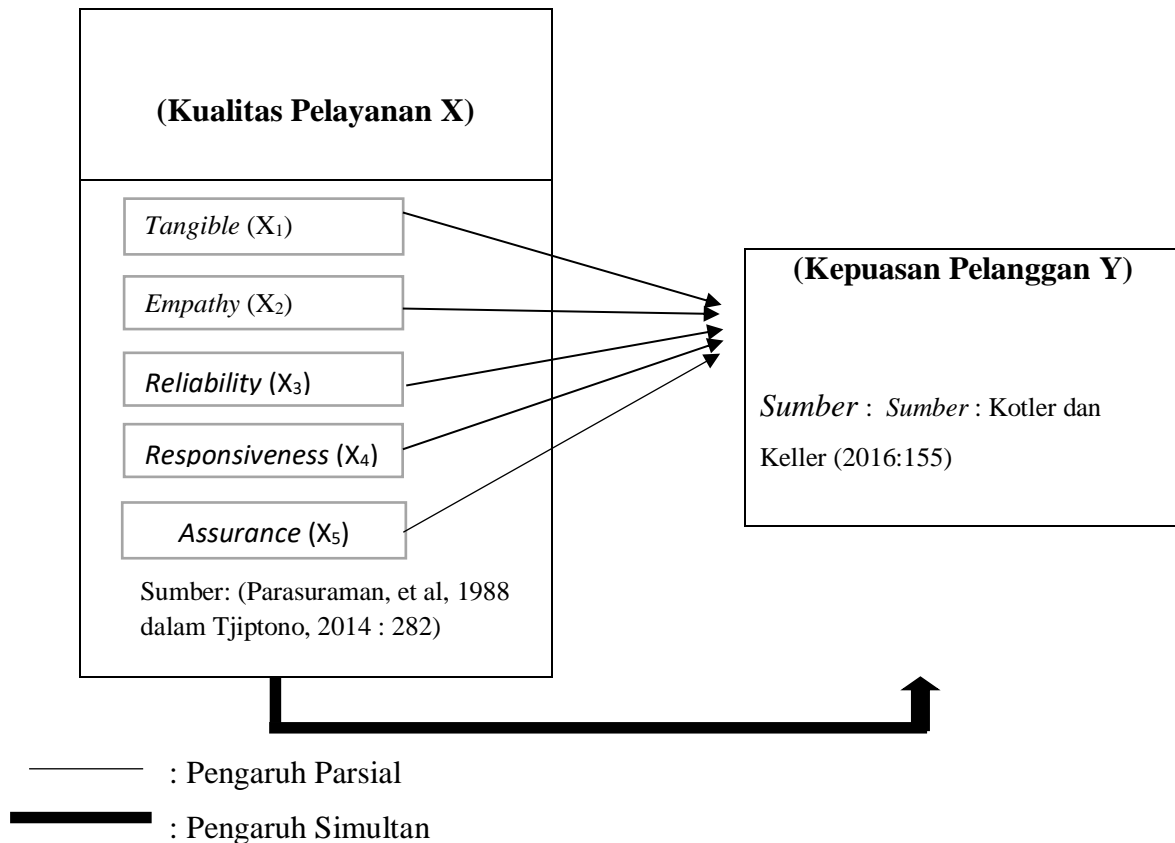 (Kualitas Pelayanan X)
Tangible (X₁)
Empathy (X₂)
Reliability (X₃)
Responsiveness (X₄)
Assurance (X₅)
Sumber: (Parasuraman, et al, 1988
dalam Tjiptono, 2014 : 282)
(Kepuasan Pelanggan Y)
Sumber : Sumber : Kotler dan
Keller (2016:155)
: Pengaruh Parsial
: Pengaruh Simultan